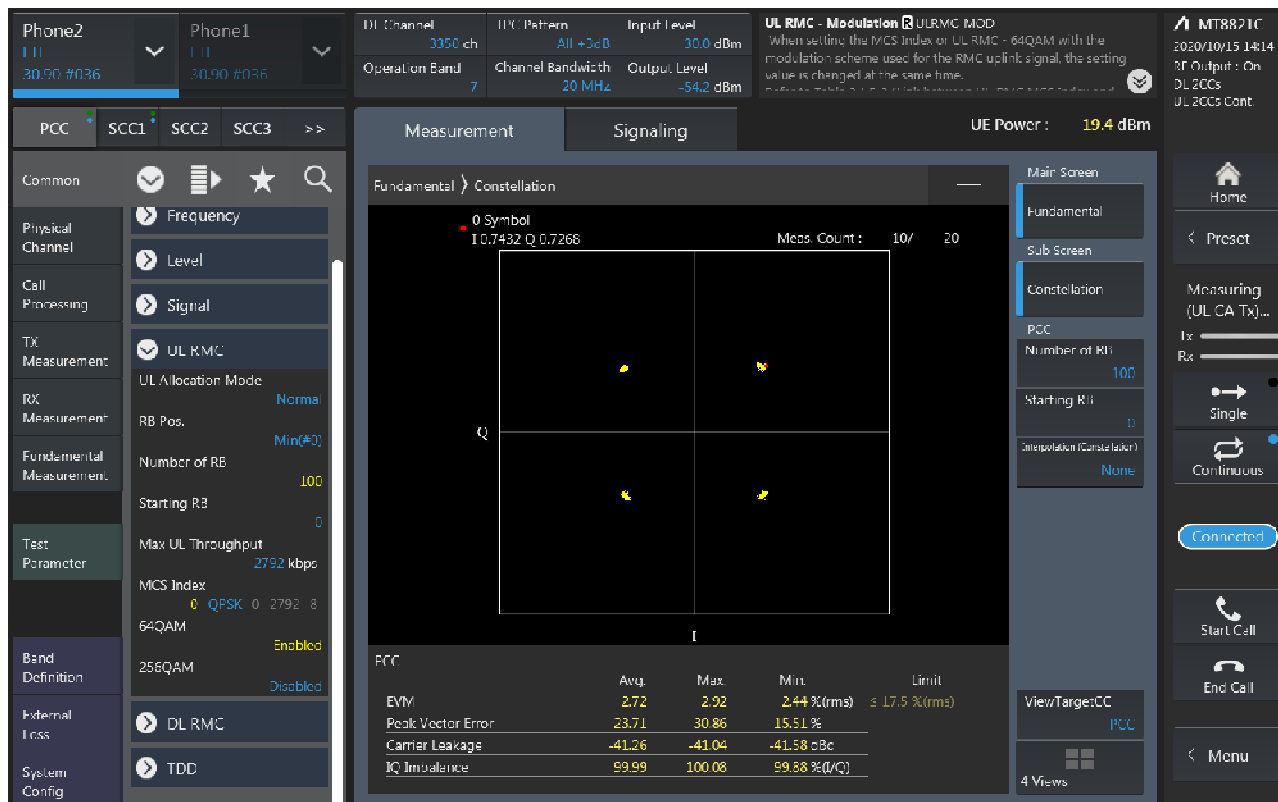 Phone2
LTE
30.90 #036
Phone1
LTE
30.90 #036
DL Channel
3350 ch
TPC Pattern
All +3dB
Input Level
30.0 dBm
Operation Band
7
Channel Bandwidth
20 MHz
Output Level
-54.2 dBm
UL RMC - Modulation R ULRMC_MOD
When setting the MCS Index or UL RMC - 64QAM with the
modulation scheme used for the RMC uplink signal, the setting
value is changed at the same time.
MT8821C
2020/10/15 14:14
RF Output : On
DL 2CCs
UL 2CCs Cont.
PCC
SCC1
SCC2
SCC3
>>
Measurement
Signaling
UE Power : 19.4 dBm
Common
Physical
Channel
Call
Processing
TX
Measurement
RX
Measurement
Fundamental
Measurement
Test
Parameter
Band
Definition
External
Loss
System
Config
Frequency
Level
Signal
UL RMC
UL Allocation Mode
Normal
RB Pos.
Min(#0)
Number of RB
100
Starting RB
0
Max UL Throughput
2792 kbps
MCS Index
0 QPSK 0 2792 8
64QAM
Enabled
256QAM
Disabled
DL RMC
TDD
Fundamental ⟩ Constellation
0 Symbol
I 0.7432 Q 0.7268
Meas. Count : 10/ 20
Q
I
PCC
Avg. Max. Min. Limit
EVM 2.72 2.92 2.44 %(rms) ≤ 17.5 %(rms)
Peak Vector Error 23.71 30.86 15.51 %
Carrier Leakage -41.26 -41.04 -41.58 dBc
IQ Imbalance 99.99 100.08 99.88 %(I/Q)
Main Screen
Fundamental
Sub Screen
Constellation
PCC
Number of RB
100
Starting RB
0
Interpolation (Constellation)
None
ViewTargetCC
PCC
4 Views
Home
Preset
Measuring
(UL CA Tx)...
Tx
Rx
Single
Continuous
Connected
Start Call
End Call
Menu